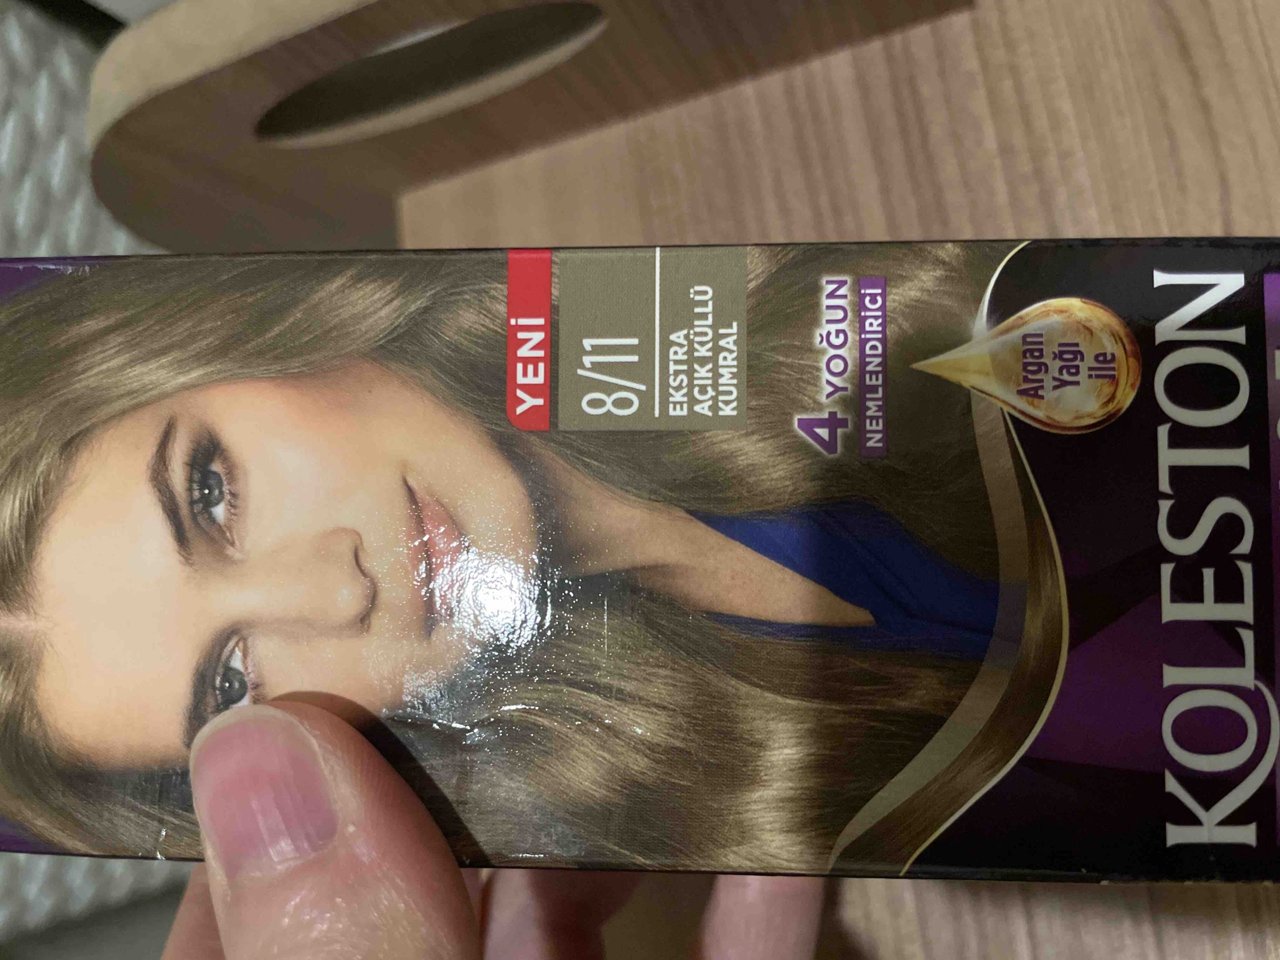 YENİ
8/11
EKSTRA
AÇIK KÜLLÜ
KUMRAL
4 YOĞUN
NEMLENDİRİCİ
Argan
Yağı
ile
KOLESTON